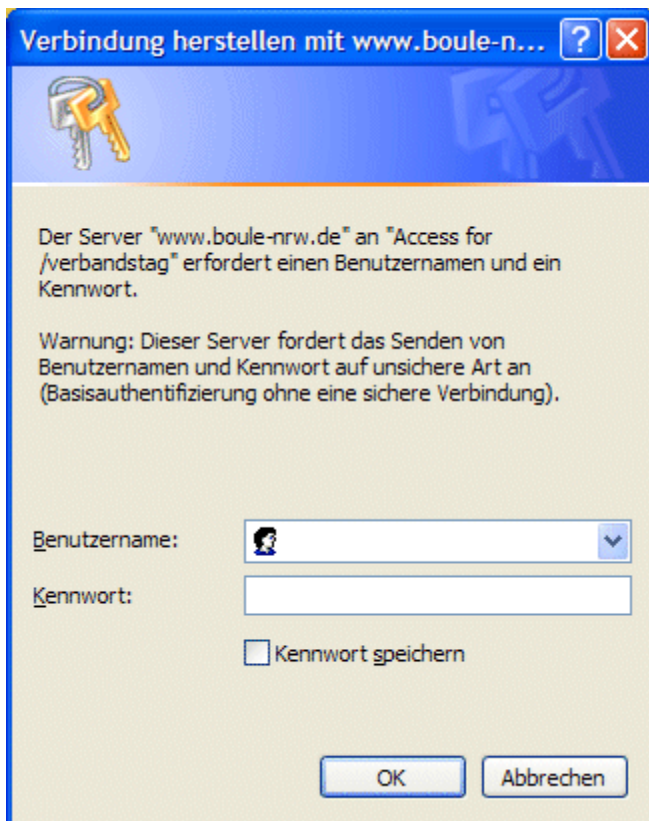 Verbindung herstellen mit www.boule-n...
Der Server "www.boule-nrw.de" an "Access for
/verbandstag" erfordert einen Benutzernamen und ein
Kennwort.
Warnung: Dieser Server fordert das Senden von
Benutzernamen und Kennwort auf unsichere Art an
(Basisauthentifizierung ohne eine sichere Verbindung).
Benutzername:
Kennwort:
Kennwort speichern
OK Abbrechen